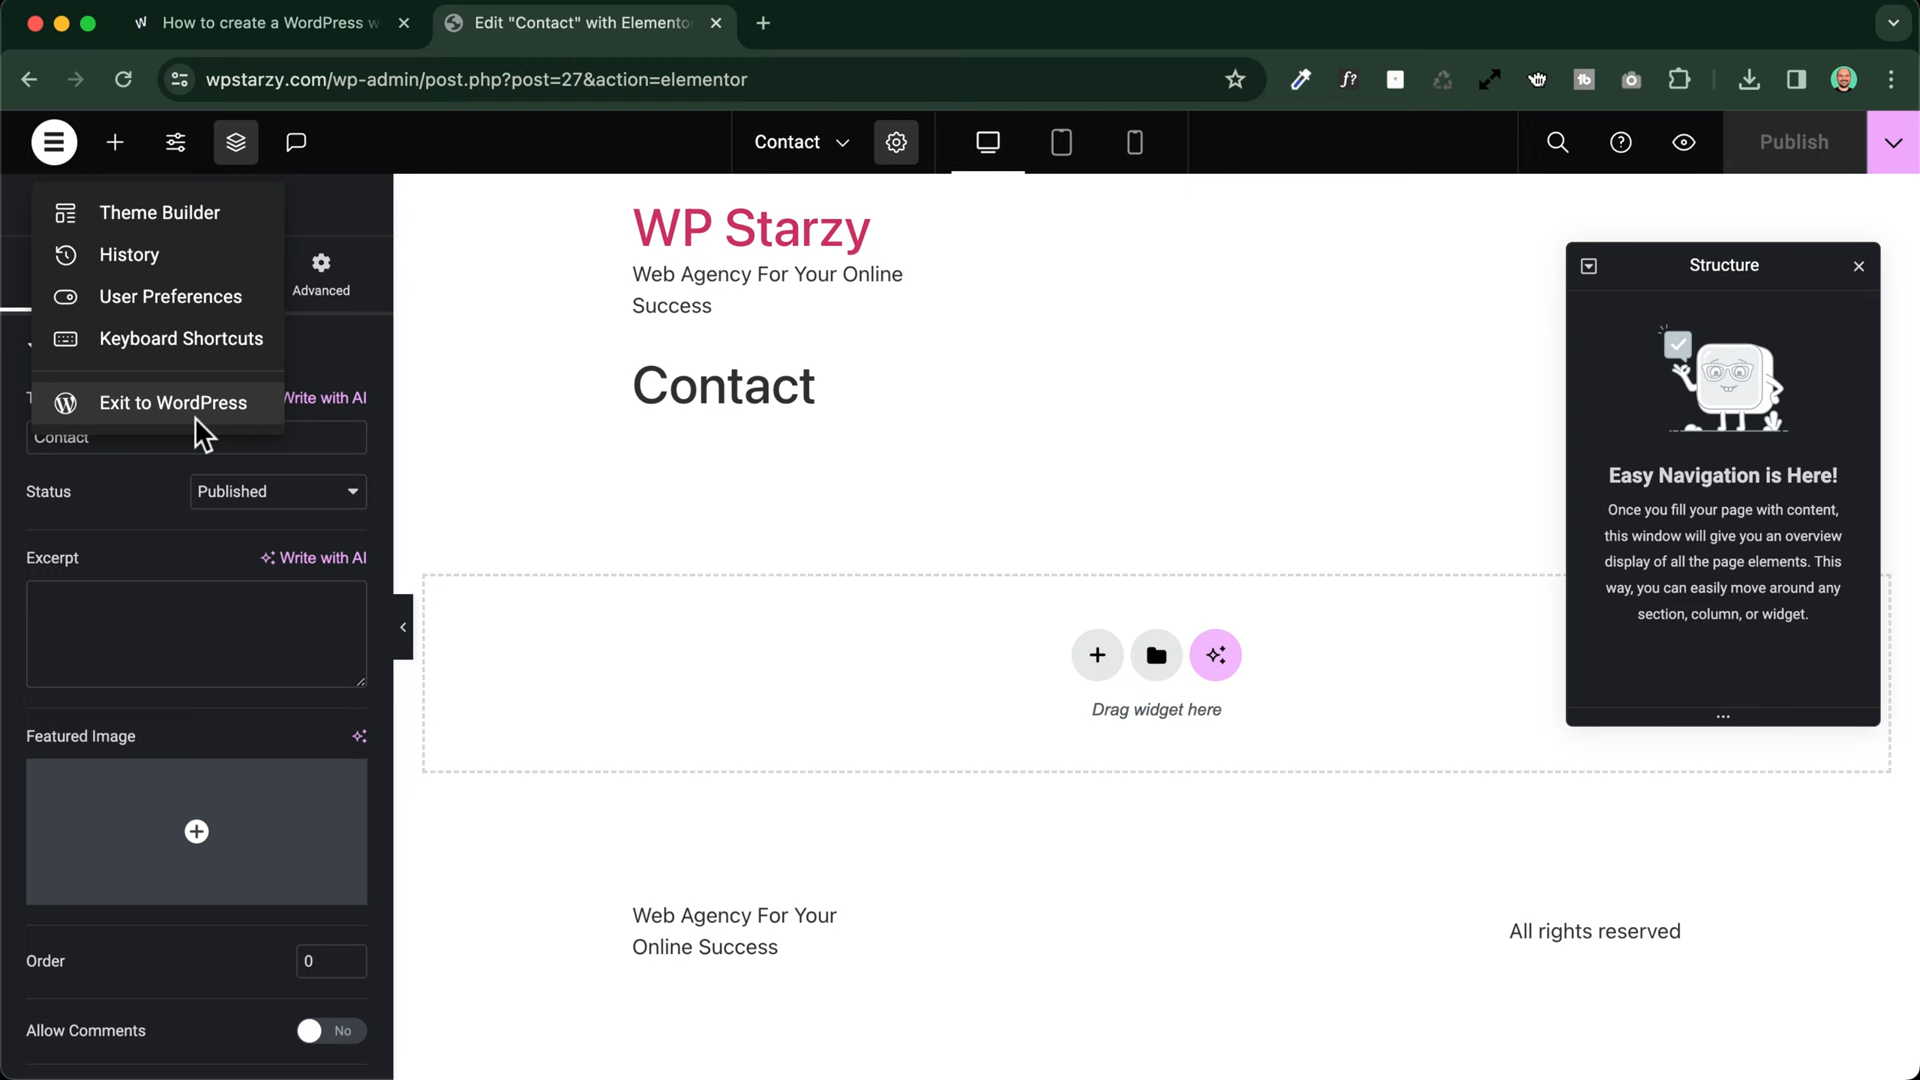 How to create a WordPress w
Edit "Contact" with Elemento
wpstarzy.com/wp-admin/post.php?post=27&action=elementor
f?
tb
Contact
Publish
Theme Builder
History
User Preferences
Keyboard Shortcuts
Exit to WordPress
Advanced
T
Write with AI
Contact
Status
Published
Excerpt
Write with AI
Featured Image
Order
0
Allow Comments
No
WP Starzy
Web Agency For Your Online
Success
Contact
Drag widget here
Web Agency For Your
Online Success
All rights reserved
Structure
Easy Navigation is Here!
Once you fill your page with content,
this window will give you an overview
display of all the page elements. This
way, you can easily move around any
section, column, or widget.